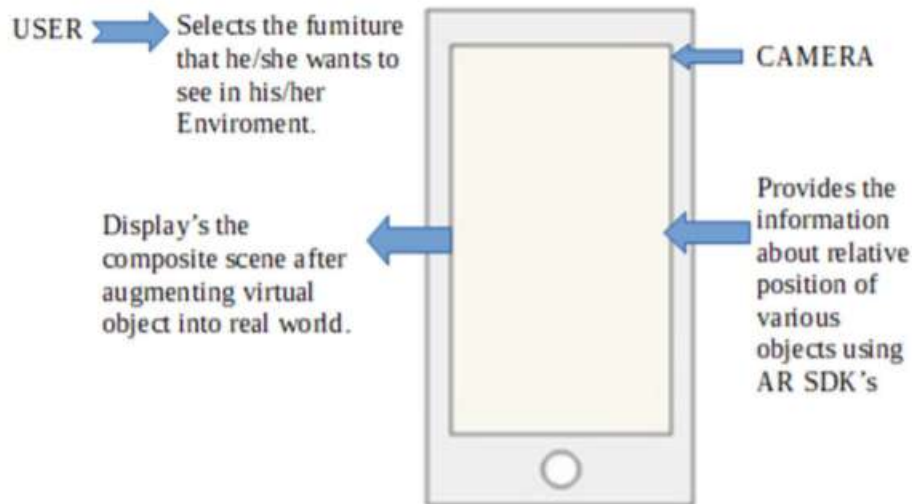 USER
Selects the furniture
that he/she wants to
see in his/her
Enviroment.
CAMERA
Display's the
composite scene after
augmenting virtual
object into real world.
Provides the
information
about relative
position of
various
objects using
AR SDK's